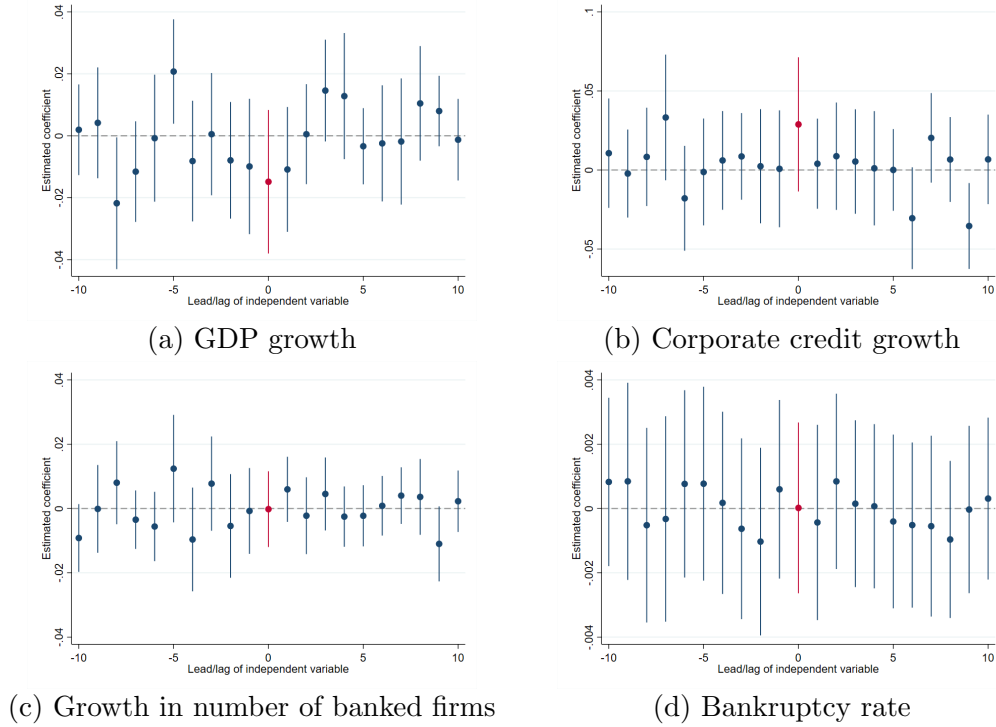 .04
.02
0
-.02
-.04
Estimated coefficient
-10 -5 0 5 10
Lead/lag of independent variable
(a) GDP growth
.1
.05
0
-.05
Estimated coefficient
-10 -5 0 5 10
Lead/lag of independent variable
(b) Corporate credit growth
.04
.02
0
-.02
-.04
Estimated coefficient
-10 -5 0 5 10
Lead/lag of independent variable
(c) Growth in number of banked firms
.004
.002
0
-.002
-.004
Estimated coefficient
-10 -5 0 5 10
Lead/lag of independent variable
(d) Bankruptcy rate